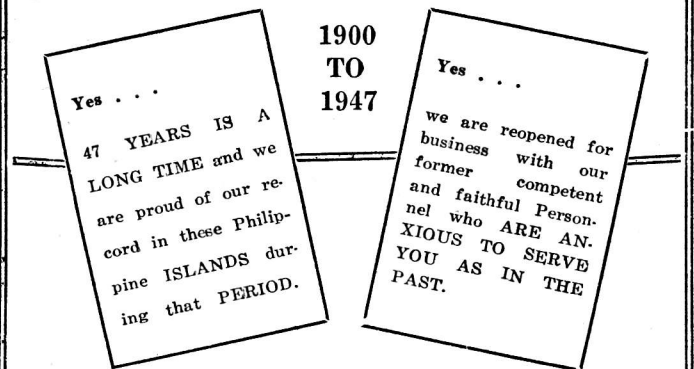 1900
TO
1947
Yes . . .
47 YEARS IS A
LONG TIME and we
are proud of our re-
cord in these Philip-
pine ISLANDS dur-
ing that PERIOD.
Yes . . .
we are reopened for
business with our
former competent
and faithful Person-
nel who ARE AN-
XIOUS TO SERVE
YOU AS IN THE
PAST.